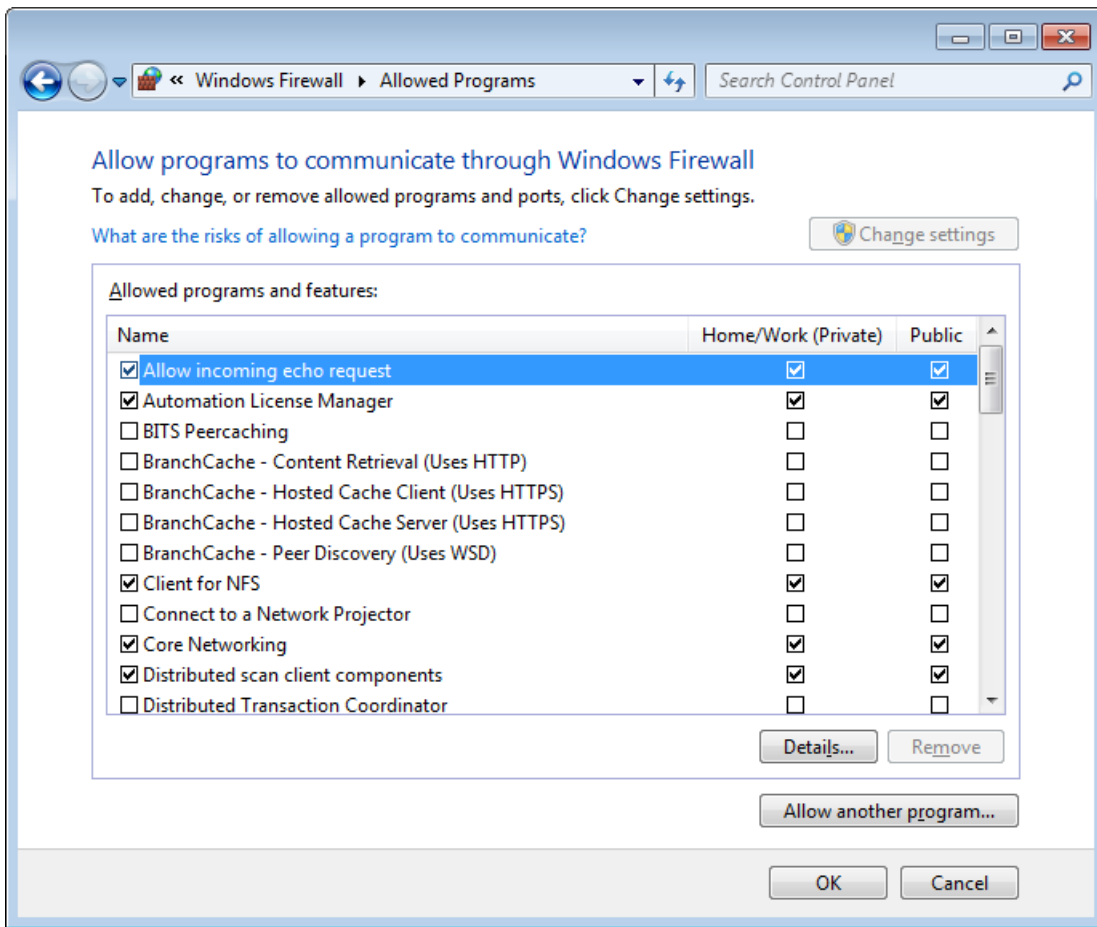 « Windows Firewall ▸ Allowed Programs
Search Control Panel
Allow programs to communicate through Windows Firewall
To add, change, or remove allowed programs and ports, click Change settings.
What are the risks of allowing a program to communicate?
Change settings
Allowed programs and features:
Name Home/Work (Private) Public
Allow incoming echo request
Automation License Manager
BITS Peercaching
BranchCache - Content Retrieval (Uses HTTP)
BranchCache - Hosted Cache Client (Uses HTTPS)
BranchCache - Hosted Cache Server (Uses HTTPS)
BranchCache - Peer Discovery (Uses WSD)
Client for NFS
Connect to a Network Projector
Core Networking
Distributed scan client components
Distributed Transaction Coordinator
Details... Remove
Allow another program...
OK Cancel